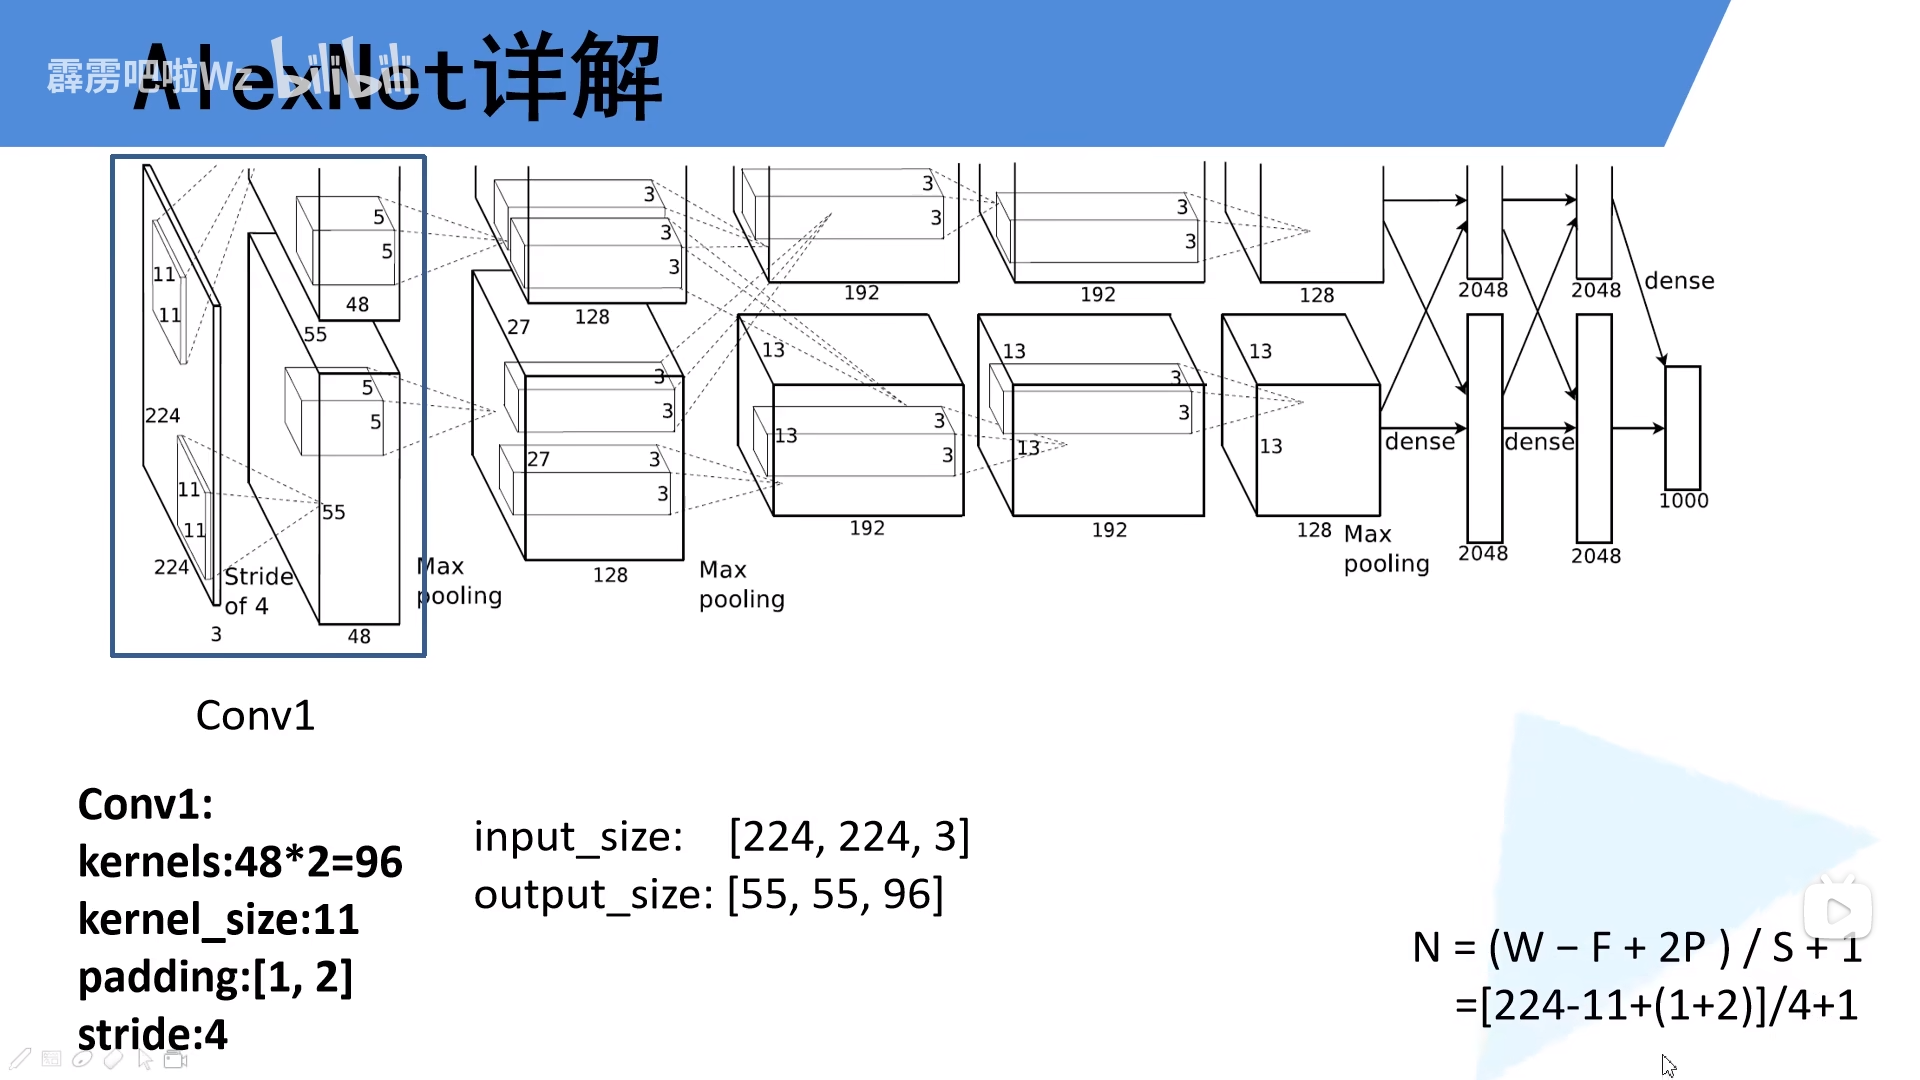 AlexNet详解
霹雳吧啦Wz bilibili
3
3
5
3
3
5
3
3
3
3
11
11
48
128
192
192
128
2048
2048
dense
55
27
13
13
13
5
3
3
224
5
3
3
3
13
3
13
13
dense
dense
27
3
3
11
3
55
11
192
192
128
Max
pooling
2048
2048
1000
224
Stride
of 4
Max
pooling
128
Max
pooling
3
48
Conv1
Conv1:
kernels:48*2=96
kernel_size:11
padding:[1, 2]
stride:4
input_size: [224, 224, 3]
output_size: [55, 55, 96]
N = (W − F + 2P ) / S + 1
=[224-11+(1+2)]/4+1